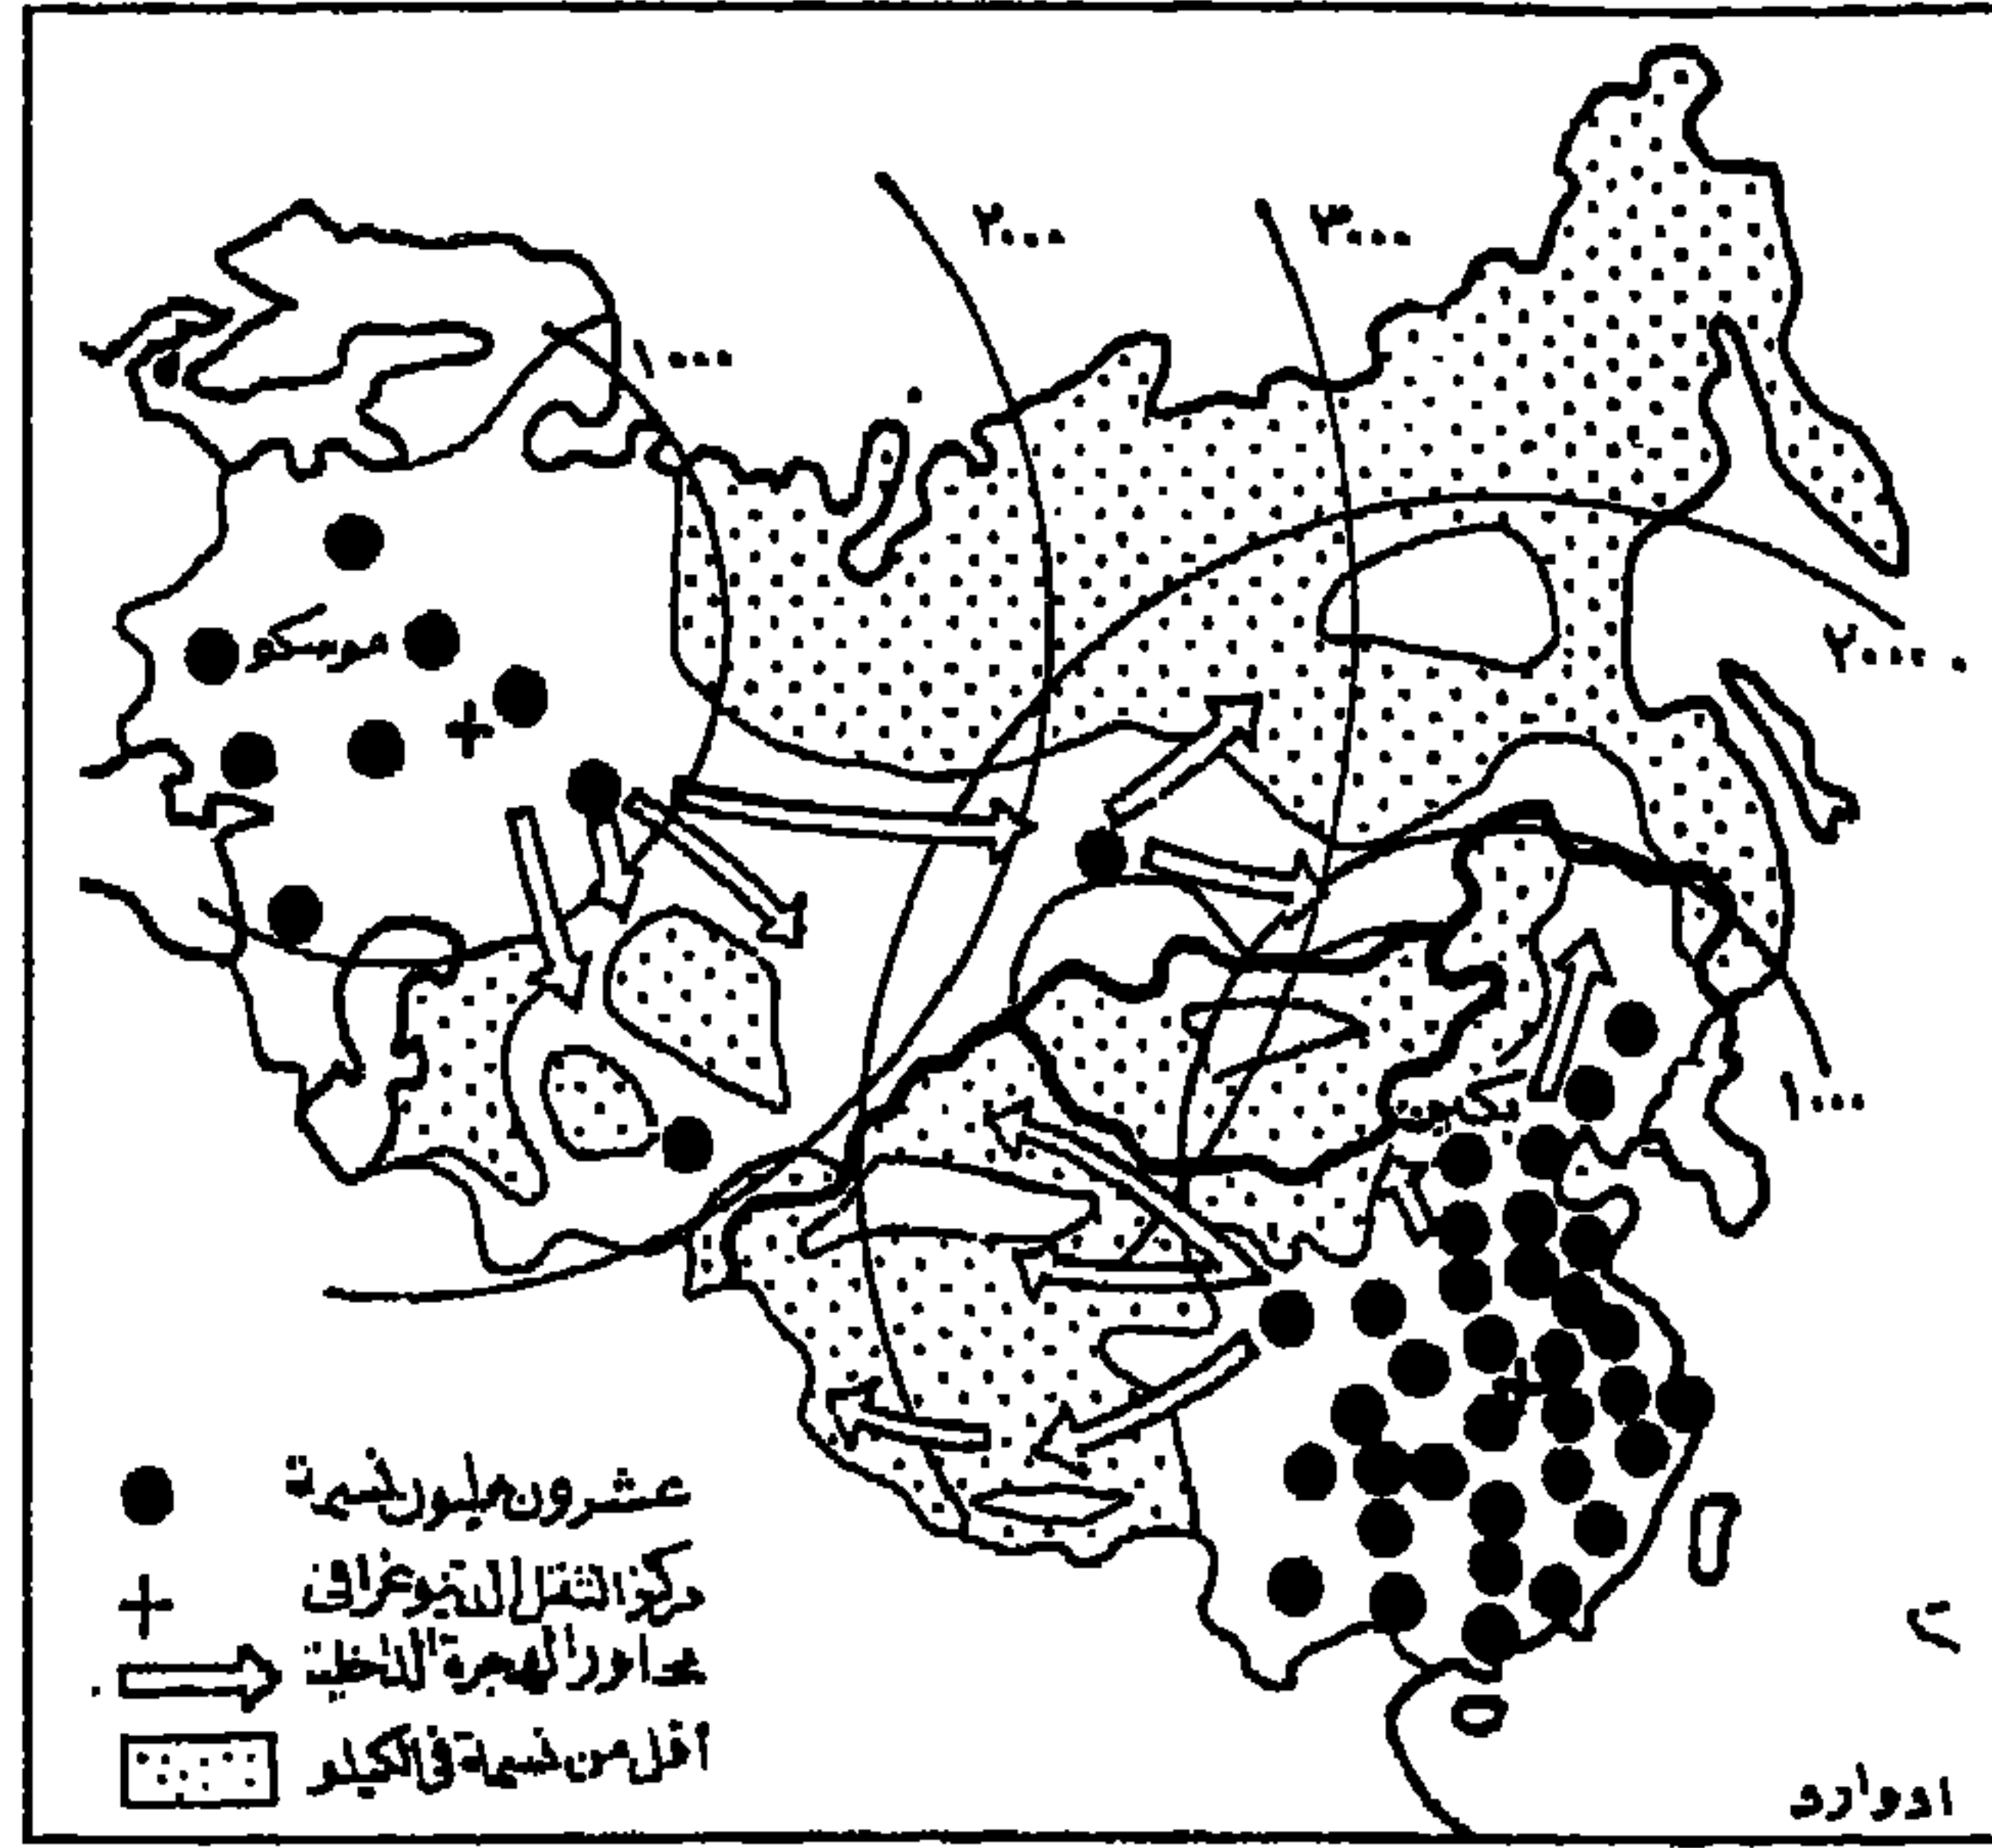 ٢٠٠٠
٣٠٠٠
١٠٠٠
موسكو
٢٠٠٠
بكين
١٠٠٠
عشرون مليون نسمة
مركز الثقل الديموغرافي
محاور الهجرة الداخلية
أقل من نسمة في الكيلو
ادوارد